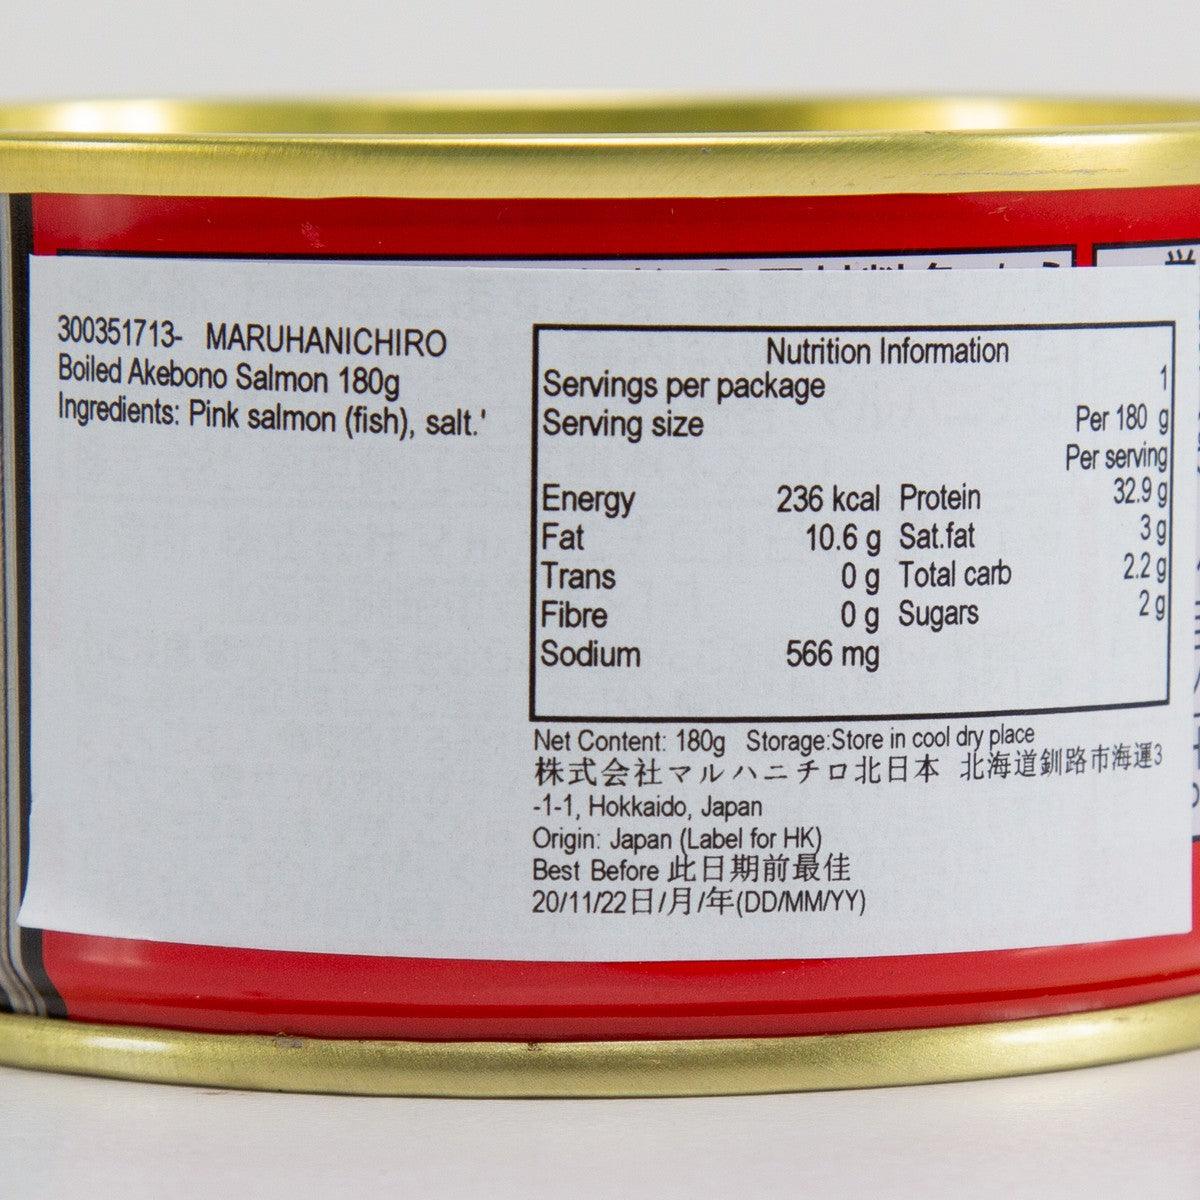 300351713- MARUHANICHIRO
Boiled Akebono Salmon 180g
Ingredients: Pink salmon (fish), salt.'
Nutrition Information
Servings per package 1
Serving size Per 180 g
Per serving
Energy 236 kcal Protein 32.9 g
Fat 10.6 g Sat.fat 3 g
Trans 0 g Total carb 2.2 g
Fibre 0 g Sugars 2 g
Sodium 566 mg
Net Content: 180g Storage:Store in cool dry place
株式会社マルハニチロ北日本 北海道釧路市海運3
-1-1, Hokkaido, Japan
Origin: Japan (Label for HK)
Best Before 此日期前最佳
20/11/22日/月/年(DD/MM/YY)